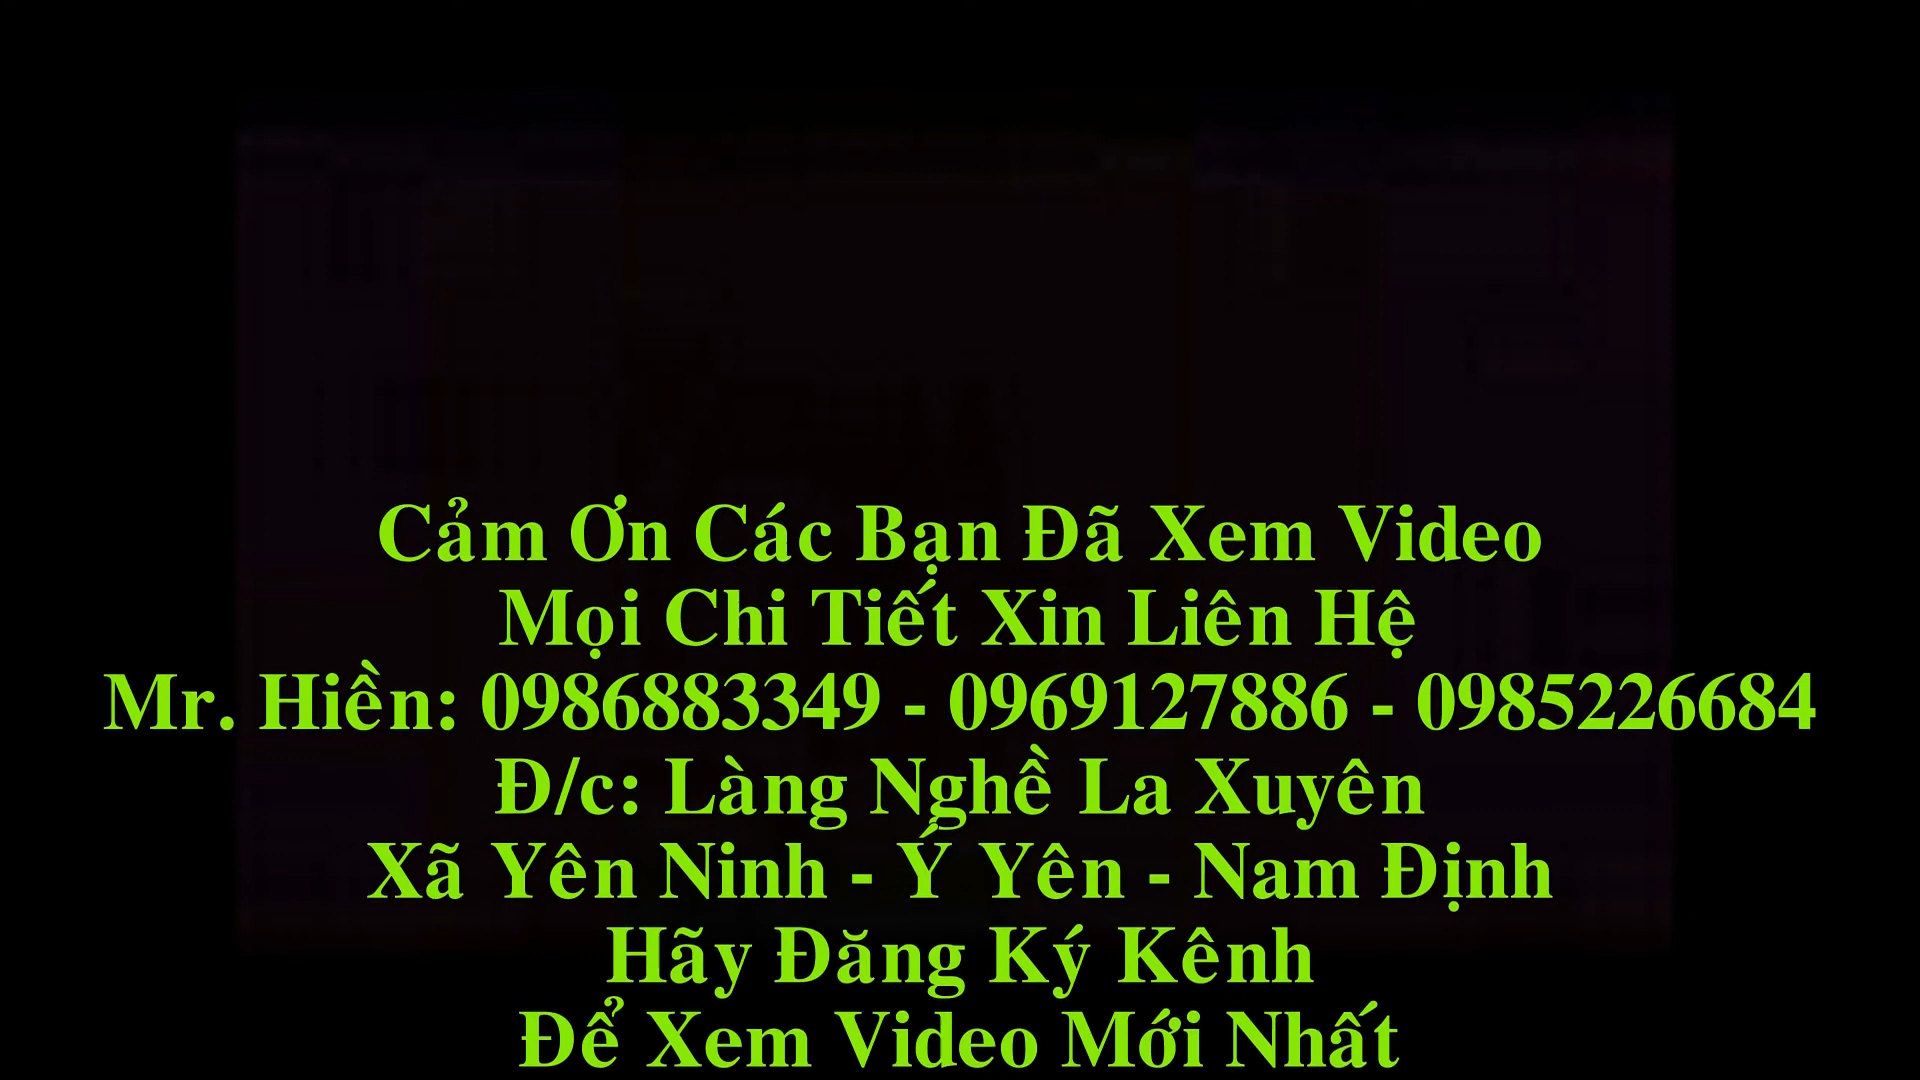 Cảm Ơn Các Bạn Đã Xem Video
Mọi Chi Tiết Xin Liên Hệ
Mr. Hiền: 0986883349 - 0969127886 - 0985226684
Đ/c: Làng Nghề La Xuyên
Xã Yên Ninh - Ý Yên - Nam Định
Hãy Đăng Ký Kênh
Để Xem Video Mới Nhất